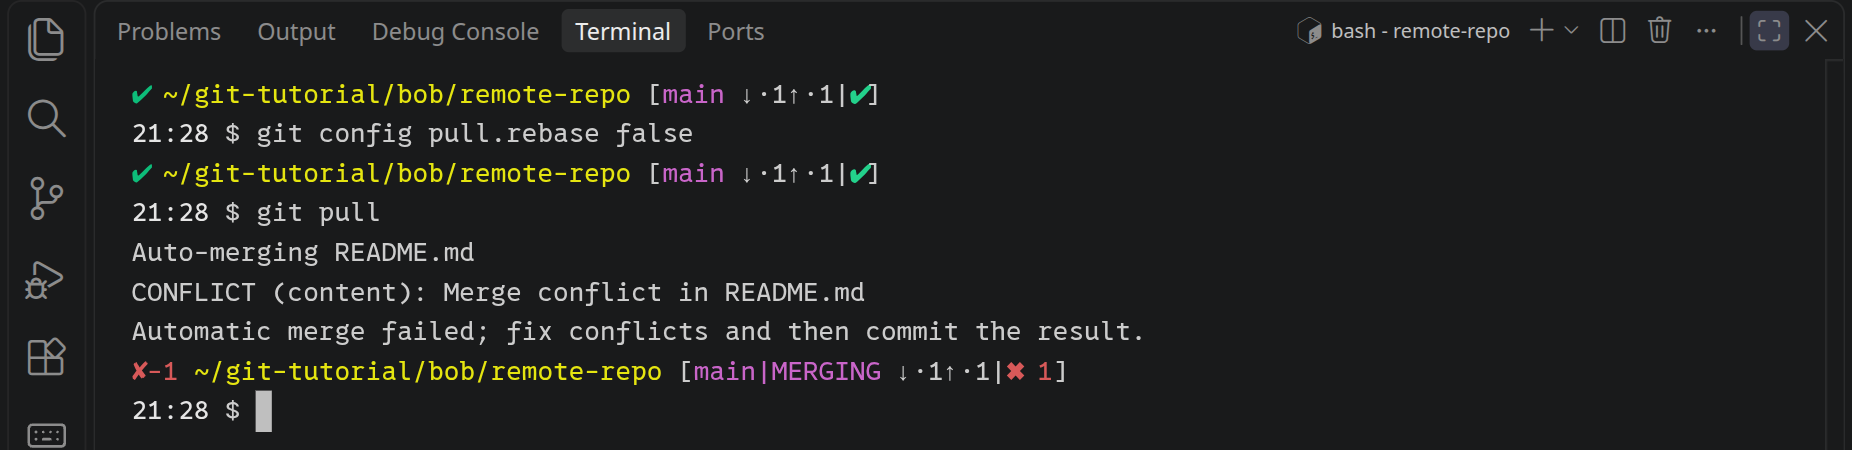 Problems Output Debug Console Terminal Ports bash - remote-repo
✔ ~/git-tutorial/bob/remote-repo [main ↓·1↑·1|✔]
21:28 $ git config pull.rebase false
✔ ~/git-tutorial/bob/remote-repo [main ↓·1↑·1|✔]
21:28 $ git pull
Auto-merging README.md
CONFLICT (content): Merge conflict in README.md
Automatic merge failed; fix conflicts and then commit the result.
✘-1 ~/git-tutorial/bob/remote-repo [main|MERGING ↓·1↑·1|✖ 1]
21:28 $